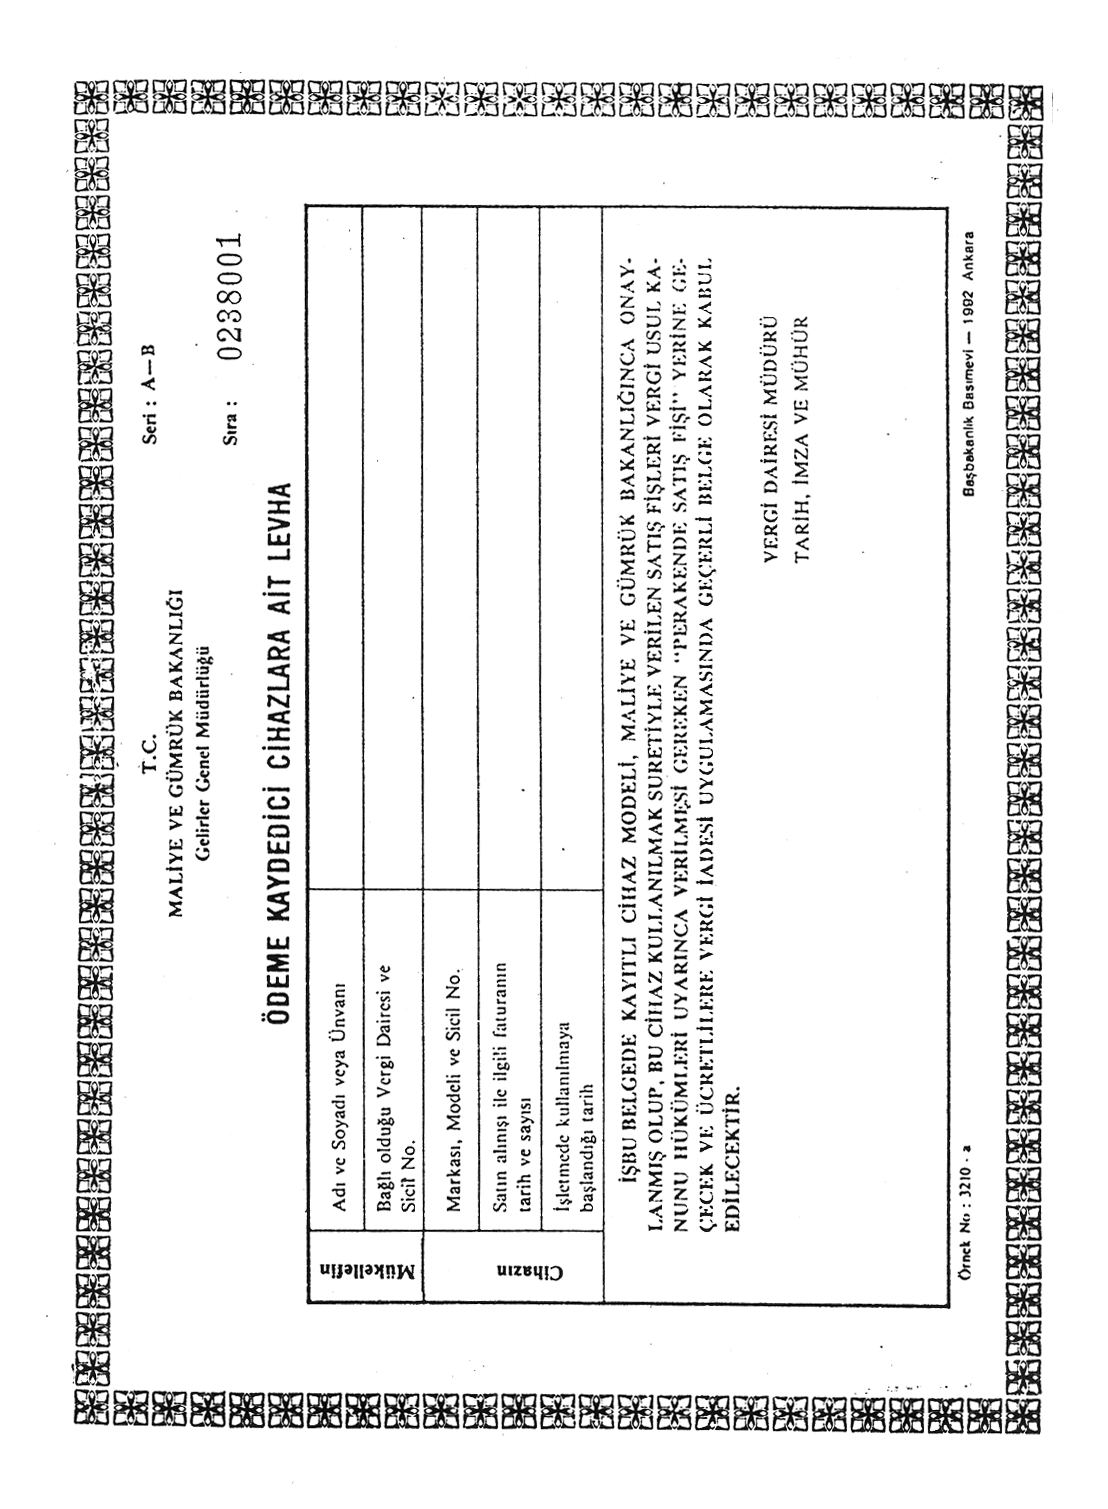 T.C.
MALİYE VE GÜMRÜK BAKANLIĞI
Gelirler Genel Müdürlüğü
Seri : A—B
Sıra : 0238001
ÖDEME KAYDEDİCİ CİHAZLARA AİT LEVHA
Mükellefin
Adı ve Soyadı veya Ünvanı
Bağlı olduğu Vergi Dairesi ve
Sicil No.
Cihazın
Markası, Modeli ve Sicil No.
Satın alınışı ile ilgili faturanın
tarih ve sayısı
İşletmede kullanılmaya
başlandığı tarih
İŞBU BELGEDE KAYITLI CİHAZ MODELİ, MALİYE VE GÜMRÜK BAKANLIĞINCA ONAY-
LANMIŞ OLUP, BU CİHAZ KULLANILMAK SURETİYLE VERİLEN SATIŞ FİŞLERİ VERGİ USUL KA-
NUNU HÜKÜMLERİ UYARINCA VERİLMESİ GEREKEN "PERAKENDE SATIŞ FİŞİ" YERİNE GE-
ÇECEK VE ÜCRETLİLERE VERGİ İADESİ UYGULAMASINDA GEÇERLİ BELGE OLARAK KABUL
EDİLECEKTİR.
VERGİ DAİRESİ MÜDÜRÜ
TARİH, İMZA VE MÜHÜR
Örnek No : 3210 - a
Başbakanlık Basımevi — 1992 Ankara